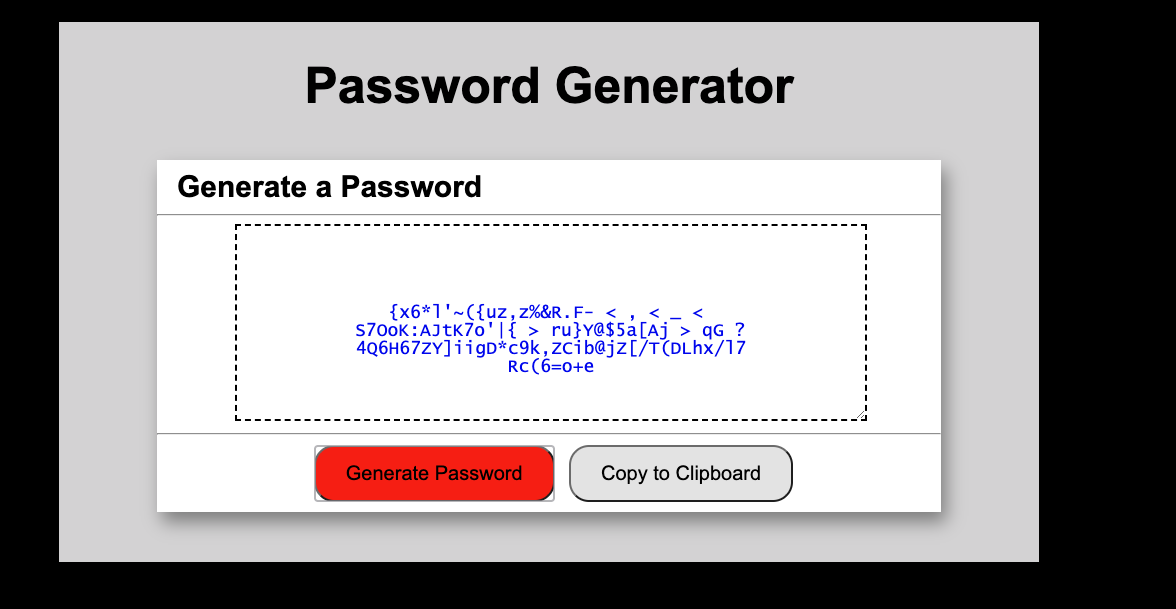 Password Generator
Generate a Password
{x6*l'~({uz,z%&R.F- < , < _ <
S7OoK:AJtK7o'|{ > ru}Y@$5a[Aj > qG ?
4Q6H67ZY]iigD*c9k,ZCib@jZ[/T(DLhx/l7
Rc(6=o+e
Generate Password
Copy to Clipboard